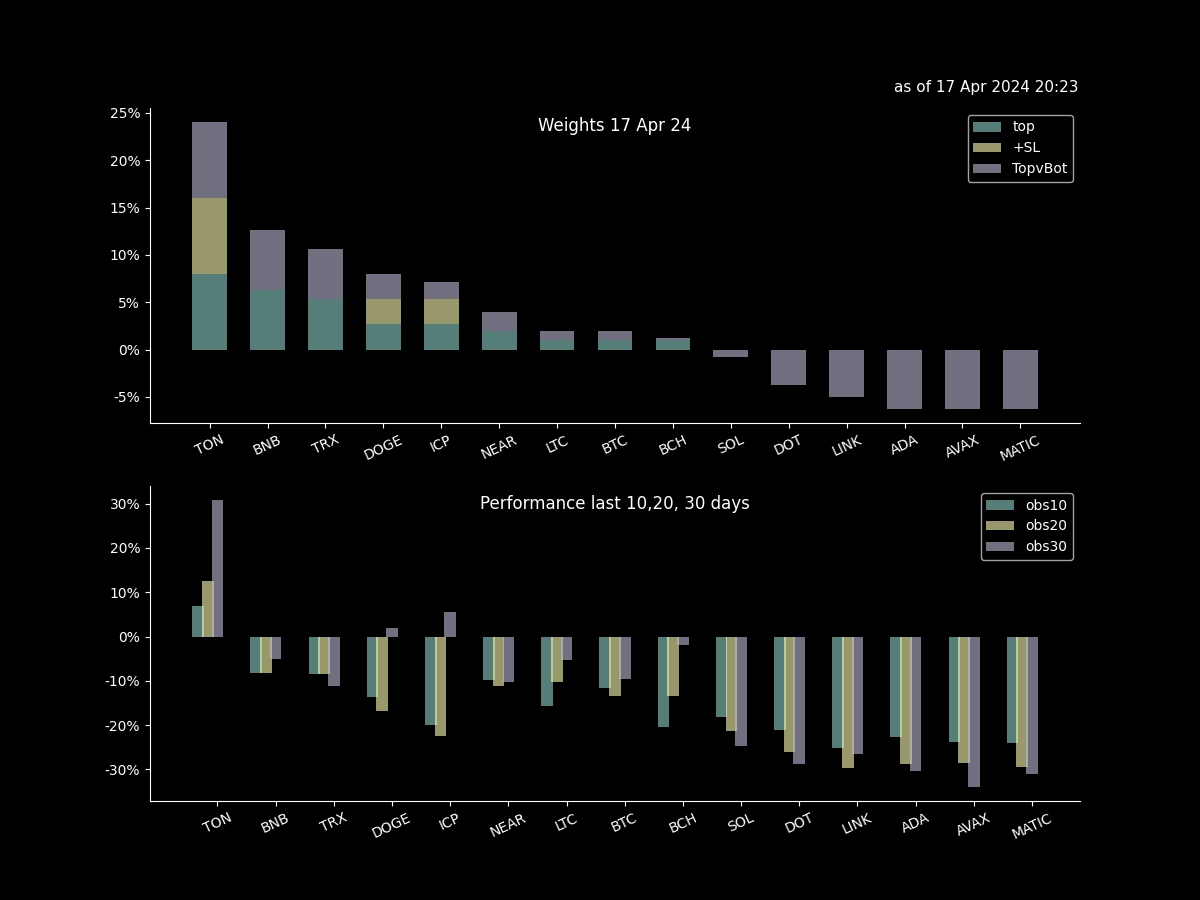 as of 17 Apr 2024 20:23
Weights 17 Apr 24
top
+SL
TopvBot
25%
20%
15%
10%
5%
0%
-5%
TON BNB TRX DOGE ICP NEAR LTC BTC BCH SOL DOT LINK ADA AVAX MATIC
Performance last 10,20, 30 days
obs10
obs20
obs30
30%
20%
10%
0%
-10%
-20%
-30%
TON BNB TRX DOGE ICP NEAR LTC BTC BCH SOL DOT LINK ADA AVAX MATIC